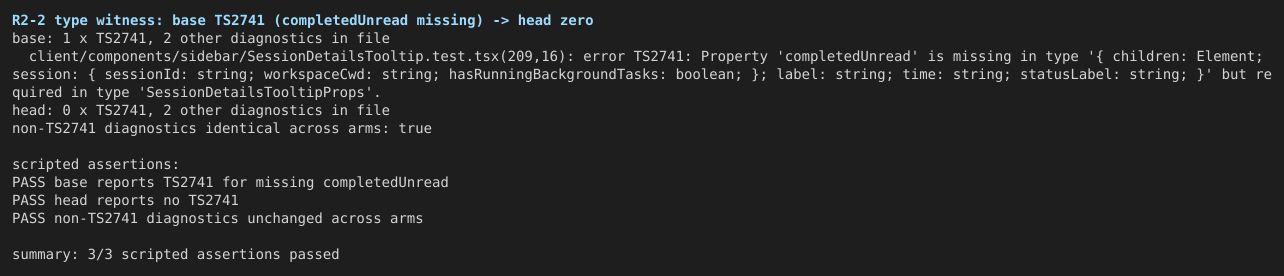 R2-2 type witness: base TS2741 (completedUnread missing) -> head zero
base: 1 x TS2741, 2 other diagnostics in file
  client/components/sidebar/SessionDetailsTooltip.test.tsx(209,16): error TS2741: Property 'completedUnread' is missing in type '{ children: Element;
session: { sessionId: string; workspaceCwd: string; hasRunningBackgroundTasks: boolean; }; label: string; time: string; statusLabel: string; }' but re
quired in type 'SessionDetailsTooltipProps'.
head: 0 x TS2741, 2 other diagnostics in file
non-TS2741 diagnostics identical across arms: true

scripted assertions:
PASS base reports TS2741 for missing completedUnread
PASS head reports no TS2741
PASS non-TS2741 diagnostics unchanged across arms

summary: 3/3 scripted assertions passed